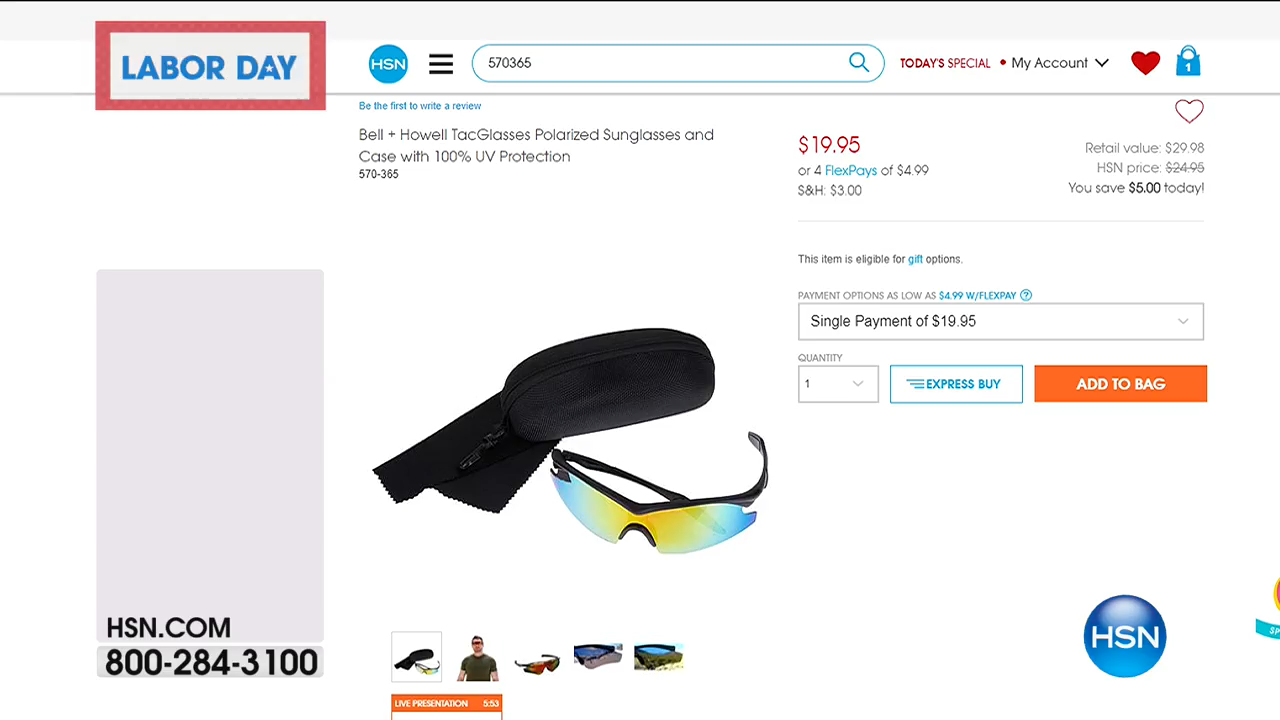 LABOR DAY
HSN
570365
TODAY'S SPECIAL
My Account
1
Be the first to write a review
Bell + Howell TacGlasses Polarized Sunglasses and
Case with 100% UV Protection
570-365
$19.95
or 4 FlexPays of $4.99
S&H: $3.00
Retail value: $29.98
HSN price: $24.95
You save $5.00 today!
This item is eligible for gift options.
PAYMENT OPTIONS AS LOW AS $4.99 W/FLEXPAY ?
Single Payment of $19.95
QUANTITY
1
EXPRESS BUY
ADD TO BAG
HSN.COM
800-284-3100
HSN
LIVE PRESENTATION 5:53